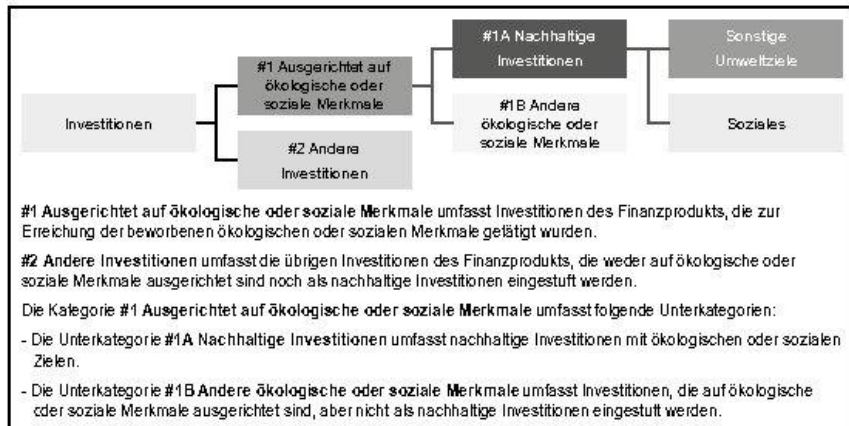 #1A Nachhaltige
Investitionen
Sonstige
Umweltziele
#1 Ausgerichtet auf
ökologische oder
soziale Merkmale
Investitionen
#1B Andere
ökologische oder
soziale Merkmale
Soziales
#2 Andere
Investitionen
#1 Ausgerichtet auf ökologische oder soziale Merkmale umfasst Investitionen des Finanzprodukts, die zur
Erreichung der beworbenen ökologischen oder sozialen Merkmale getätigt wurden.
#2 Andere Investitionen umfasst die übrigen Investitionen des Finanzprodukts, die weder auf ökologische oder
soziale Merkmale ausgerichtet sind noch als nachhaltige Investitionen eingestuft werden.
Die Kategorie #1 Ausgerichtet auf ökologische oder soziale Merkmale umfasst folgende Unterkategorien:
- Die Unterkategorie #1A Nachhaltige Investitionen umfasst nachhaltige Investitionen mit ökologischen oder sozialen
Zielen.
- Die Unterkategorie #1B Andere ökologische oder soziale Merkmale umfasst Investitionen, die auf ökologische
oder soziale Merkmale ausgerichtet sind, aber nicht als nachhaltige Investitionen eingestuft werden.